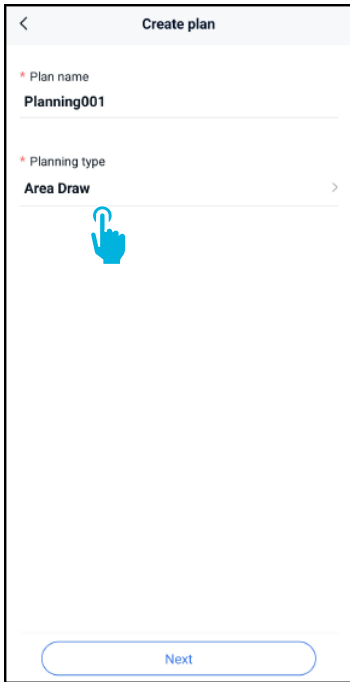 Create plan
* Plan name
Planning001
* Planning type
Area Draw
Next